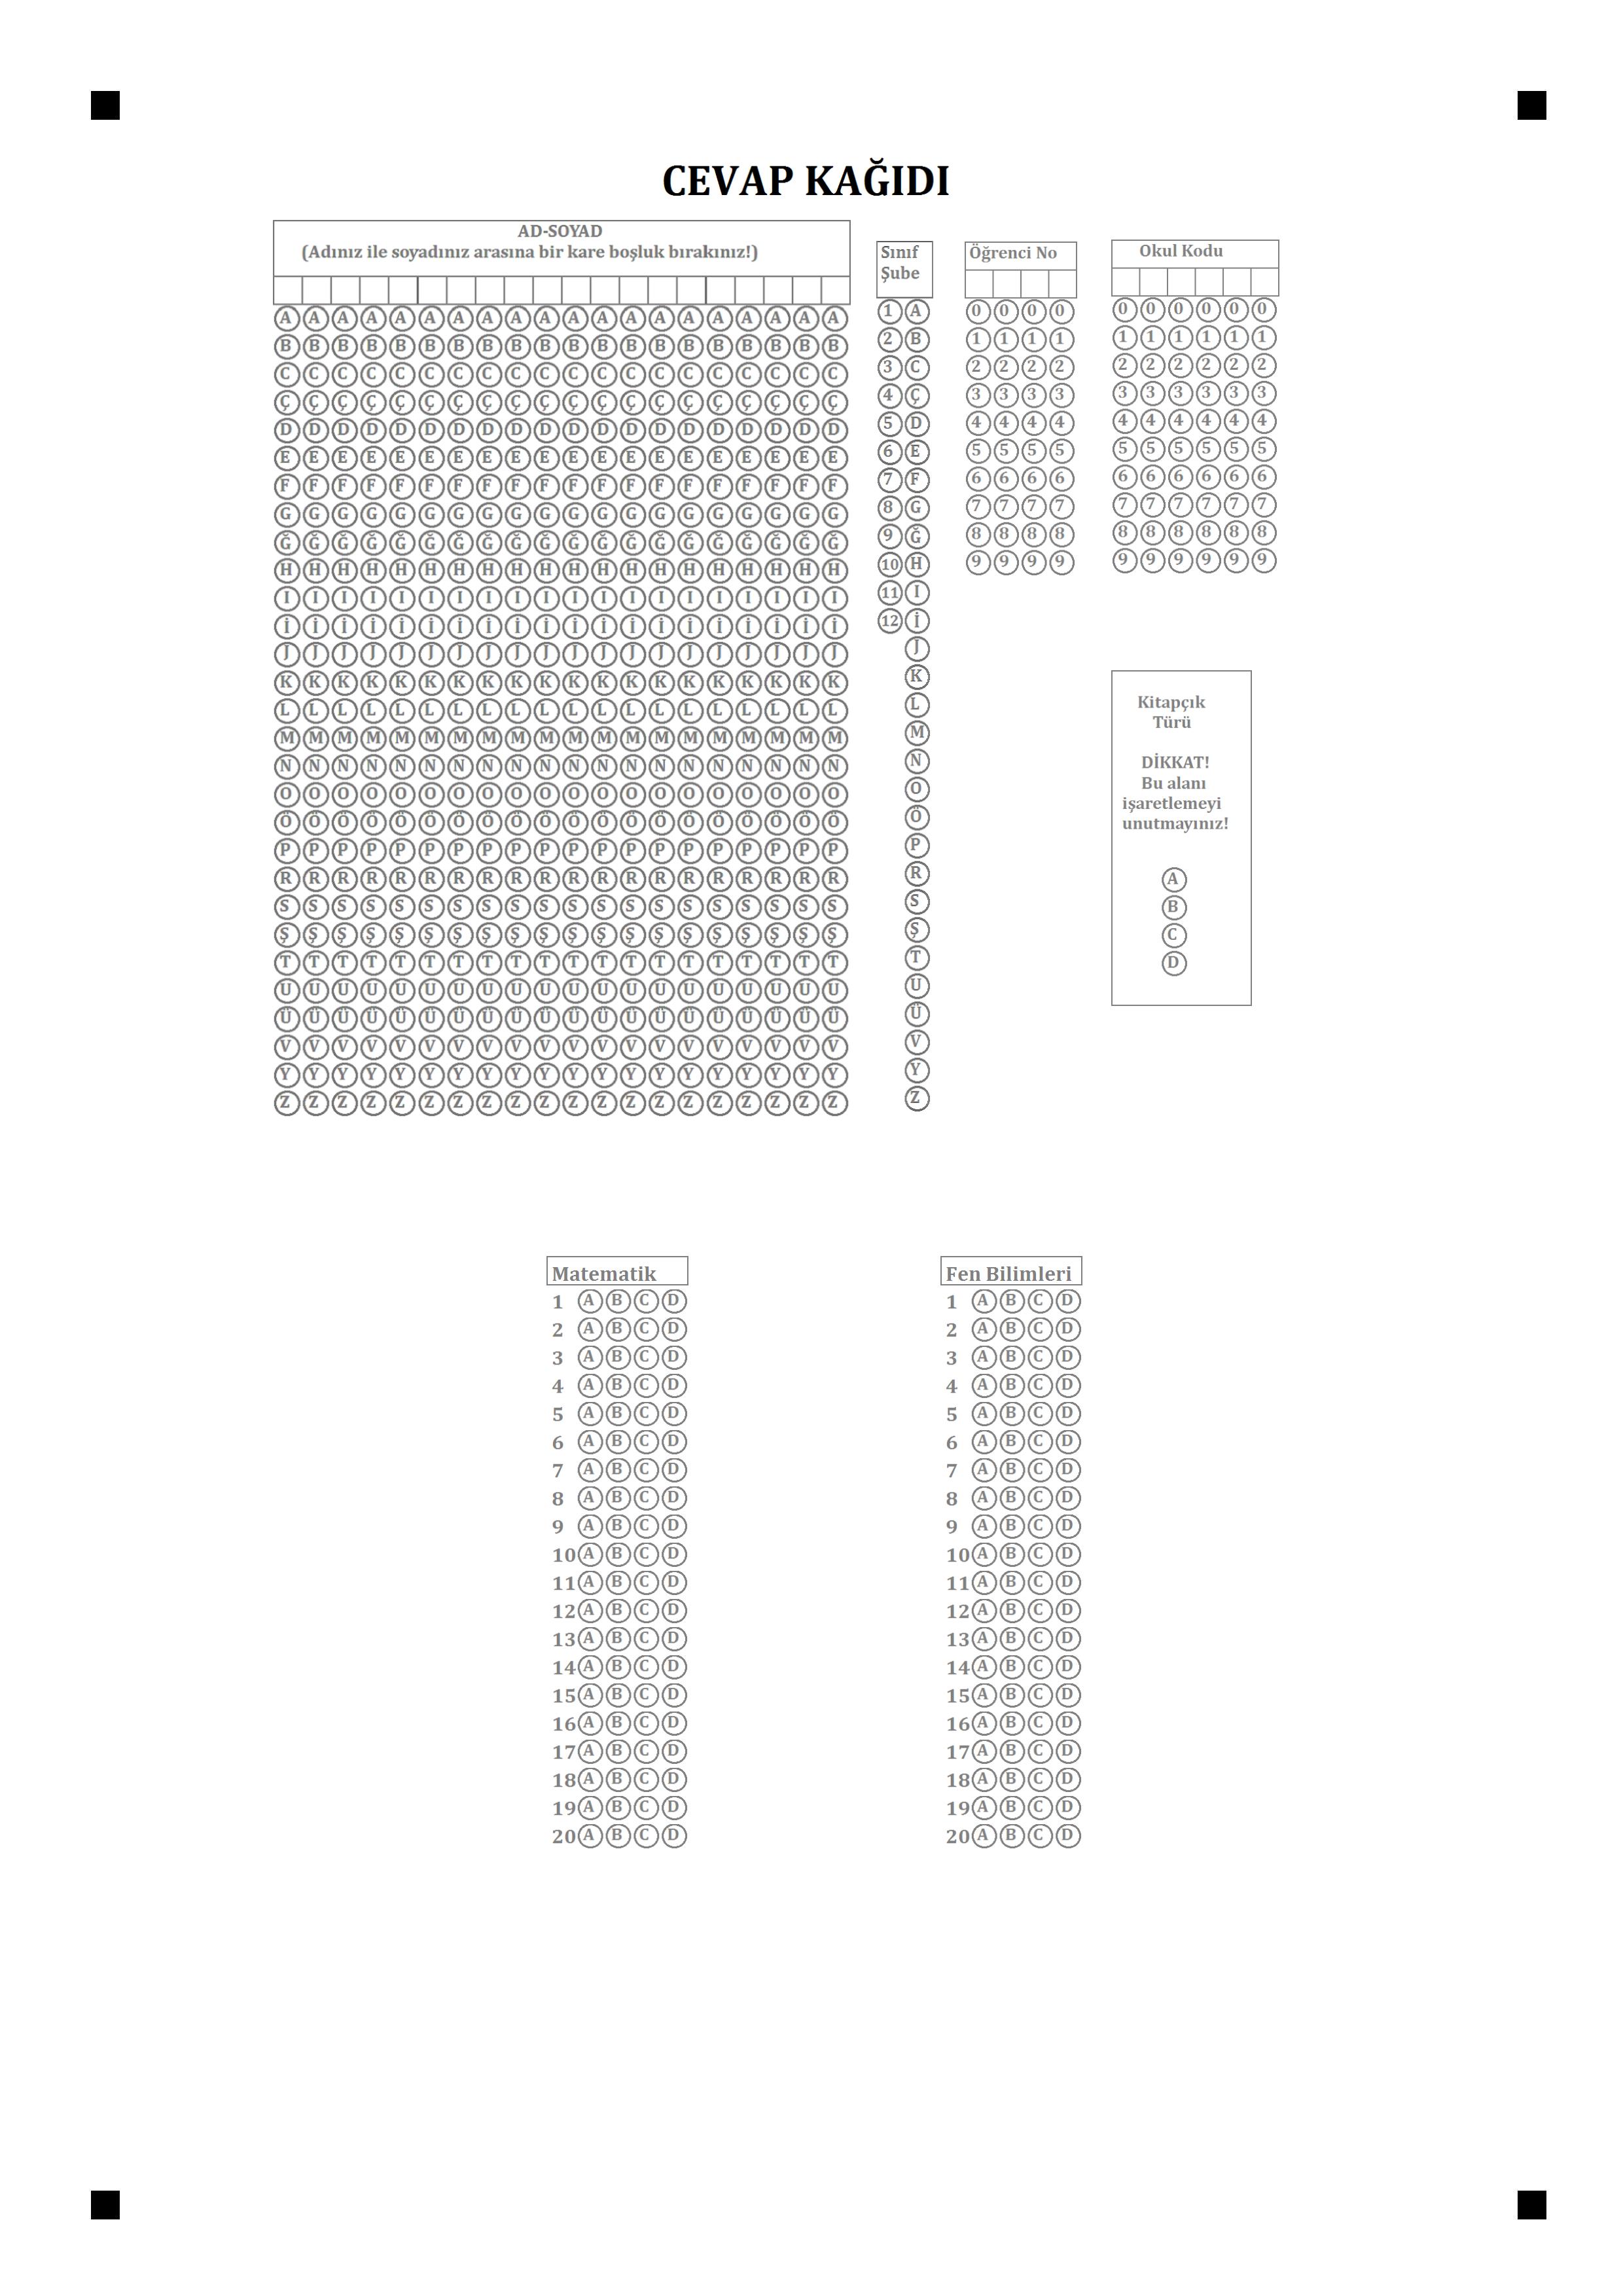 CEVAP KAĞIDI
AD-SOYAD
(Adınız ile soyadınız arasına bir kare boşluk bırakınız!)
Sınıf
Şube
Öğrenci No
Okul Kodu
A A A A A A A A A A A A A A A A A A A A
B B B B B B B B B B B B B B B B B B B B
C C C C C C C C C C C C C C C C C C C C
Ç Ç Ç Ç Ç Ç Ç Ç Ç Ç Ç Ç Ç Ç Ç Ç Ç Ç Ç Ç
D D D D D D D D D D D D D D D D D D D D
E E E E E E E E E E E E E E E E E E E E
F F F F F F F F F F F F F F F F F F F F
G G G G G G G G G G G G G G G G G G G G
Ğ Ğ Ğ Ğ Ğ Ğ Ğ Ğ Ğ Ğ Ğ Ğ Ğ Ğ Ğ Ğ Ğ Ğ Ğ Ğ
H H H H H H H H H H H H H H H H H H H H
I I I I I I I I I I I I I I I I I I I I
İ İ İ İ İ İ İ İ İ İ İ İ İ İ İ İ İ İ İ İ
J J J J J J J J J J J J J J J J J J J J
K K K K K K K K K K K K K K K K K K K K
L L L L L L L L L L L L L L L L L L L L
M M M M M M M M M M M M M M M M M M M M
N N N N N N N N N N N N N N N N N N N N
O O O O O O O O O O O O O O O O O O O O
Ö Ö Ö Ö Ö Ö Ö Ö Ö Ö Ö Ö Ö Ö Ö Ö Ö Ö Ö Ö
P P P P P P P P P P P P P P P P P P P P
R R R R R R R R R R R R R R R R R R R R
S S S S S S S S S S S S S S S S S S S S
Ş Ş Ş Ş Ş Ş Ş Ş Ş Ş Ş Ş Ş Ş Ş Ş Ş Ş Ş Ş
T T T T T T T T T T T T T T T T T T T T
U U U U U U U U U U U U U U U U U U U U
Ü Ü Ü Ü Ü Ü Ü Ü Ü Ü Ü Ü Ü Ü Ü Ü Ü Ü Ü Ü
V V V V V V V V V V V V V V V V V V V V
Y Y Y Y Y Y Y Y Y Y Y Y Y Y Y Y Y Y Y Y
Z Z Z Z Z Z Z Z Z Z Z Z Z Z Z Z Z Z Z Z
1 A
2 B
3 C
4 Ç
5 D
6 E
7 F
8 G
9 Ğ
10 H
11 I
12 İ
J
K
L
M
N
O
Ö
P
R
S
Ş
T
U
Ü
V
Y
Z
0 0 0 0
1 1 1 1
2 2 2 2
3 3 3 3
4 4 4 4
5 5 5 5
6 6 6 6
7 7 7 7
8 8 8 8
9 9 9 9
0 0 0 0 0 0
1 1 1 1 1 1
2 2 2 2 2 2
3 3 3 3 3 3
4 4 4 4 4 4
5 5 5 5 5 5
6 6 6 6 6 6
7 7 7 7 7 7
8 8 8 8 8 8
9 9 9 9 9 9
Kitapçık
Türü
DİKKAT!
Bu alanı
işaretlemeyi
unutmayınız!
A
B
C
D
Matematik
1 A B C D
2 A B C D
3 A B C D
4 A B C D
5 A B C D
6 A B C D
7 A B C D
8 A B C D
9 A B C D
10 A B C D
11 A B C D
12 A B C D
13 A B C D
14 A B C D
15 A B C D
16 A B C D
17 A B C D
18 A B C D
19 A B C D
20 A B C D
Fen Bilimleri
1 A B C D
2 A B C D
3 A B C D
4 A B C D
5 A B C D
6 A B C D
7 A B C D
8 A B C D
9 A B C D
10 A B C D
11 A B C D
12 A B C D
13 A B C D
14 A B C D
15 A B C D
16 A B C D
17 A B C D
18 A B C D
19 A B C D
20 A B C D